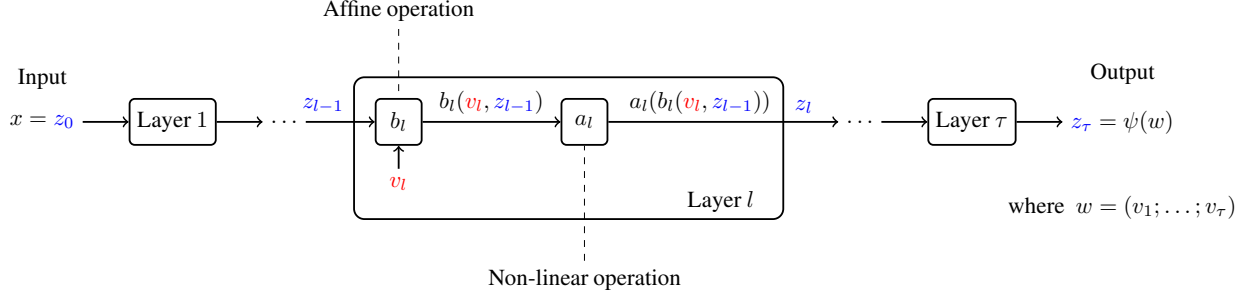 Affine operation
Input
x = z_0
Layer 1
⋯
z_{l−1}
b_l
v_l
b_l(v_l, z_{l−1})
a_l
a_l(b_l(v_l, z_{l−1}))
Layer l
z_l
⋯
Layer τ
Output
z_τ = ψ(w)
where w = (v_1; … ; v_τ)
Non-linear operation